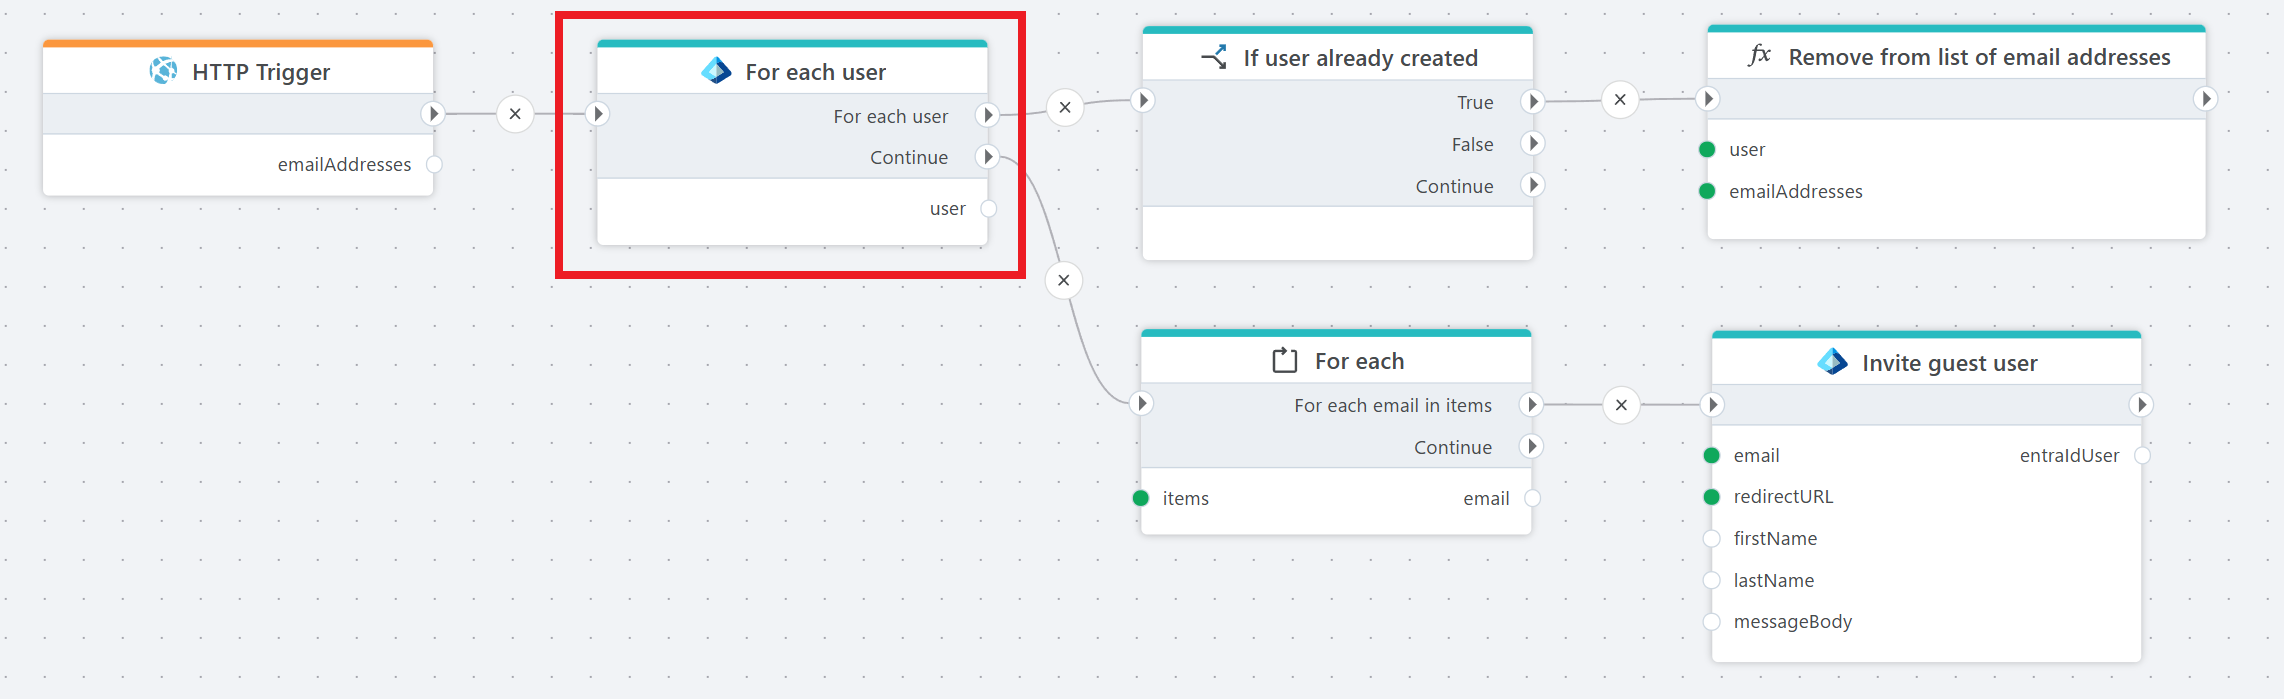 HTTP Trigger
emailAddresses
For each user
For each user
Continue
user
If user already created
True
False
Continue
fx Remove from list of email addresses
user
emailAddresses
For each
For each email in items
Continue
items email
Invite guest user
email entraIdUser
redirectURL
firstName
lastName
messageBody